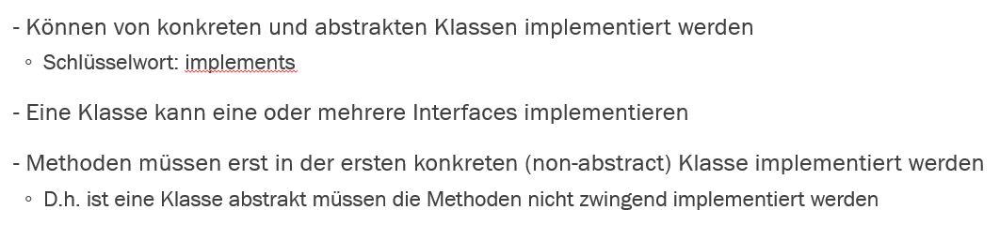 - Können von konkreten und abstrakten Klassen implementiert werden
◦ Schlüsselwort: implements
- Eine Klasse kann eine oder mehrere Interfaces implementieren
- Methoden müssen erst in der ersten konkreten (non-abstract) Klasse implementiert werden
◦ D.h. ist eine Klasse abstrakt müssen die Methoden nicht zwingend implementiert werden